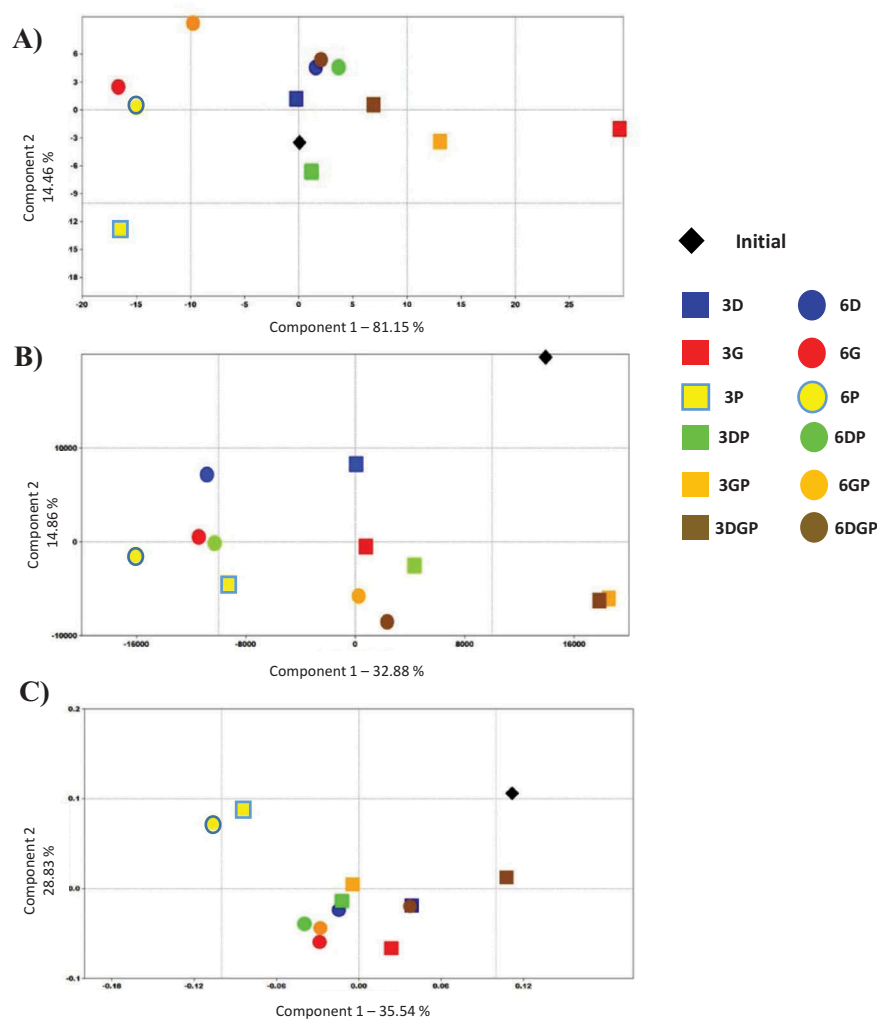 A)
6
3
0
-3
-6
-9
12
15
18
-20
-15
-10
-5
0
5
10
15
20
25
Component 2
14.46 %
Component 1 – 81.15 %
B)
10000
0
-10000
-16000
-8000
0
8000
16000
Component 2
14.86 %
Component 1 – 32.88 %
C)
0.2
0.1
0.0
-0.1
-0.18
-0.12
-0.06
0.00
0.06
0.12
Component 2
28.83 %
Component 1 – 35.54 %
Initial
3D 6D
3G 6G
3P 6P
3DP 6DP
3GP 6GP
3DGP 6DGP